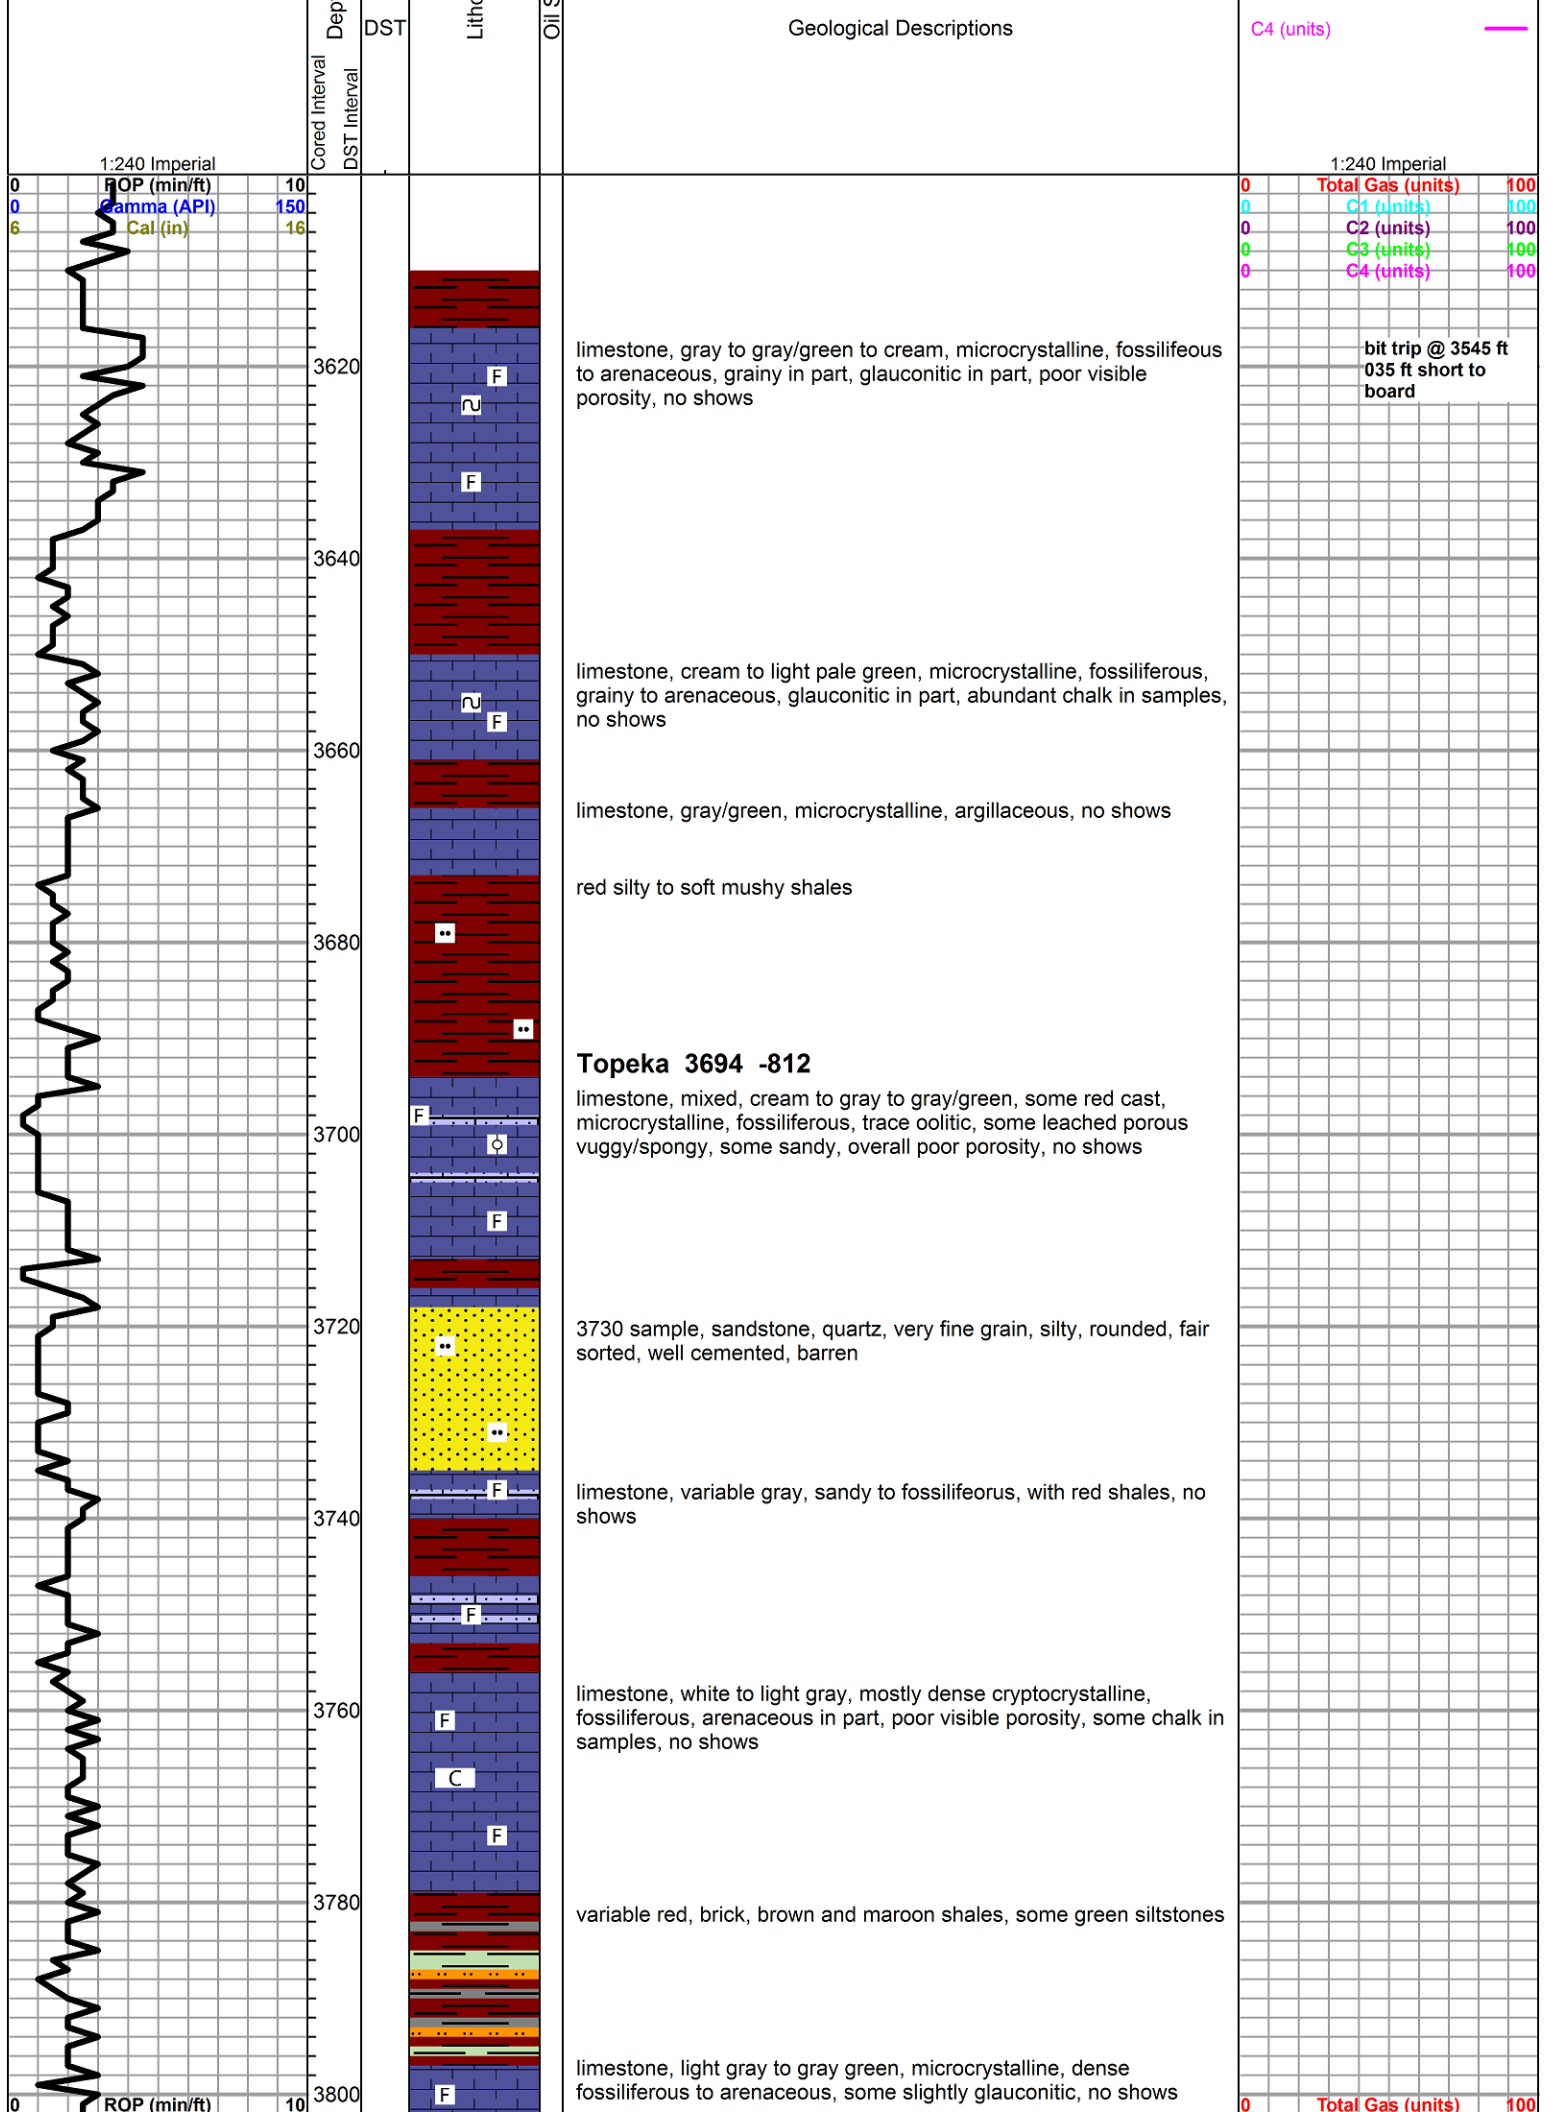 Cored Interval
DST Interval
DST
Geological Descriptions
C4 (units)
1:240 Imperial
1:240 Imperial
0 ROP (min/ft) 10
0 Gamma (API) 150
6 Cal (in) 16
0 Total Gas (units) 100
0 C1 (units) 100
0 C2 (units) 100
0 C3 (units) 100
0 C4 (units) 100
limestone, gray to gray/green to cream, microcrystalline, fossilifeous
to arenaceous, grainy in part, glauconitic in part, poor visible
porosity, no shows
bit trip @ 3545 ft
035 ft short to
board
3620
F
F
3640
limestone, cream to light pale green, microcrystalline, fossiliferous,
grainy to arenaceous, glauconitic in part, abundant chalk in samples,
no shows
F
3660
limestone, gray/green, microcrystalline, argillaceous, no shows
red silty to soft mushy shales
3680
Topeka 3694 -812
limestone, mixed, cream to gray to gray/green, some red cast,
microcrystalline, fossiliferous, trace oolitic, some leached porous
vuggy/spongy, some sandy, overall poor porosity, no shows
F
3700
F
3720
3730 sample, sandstone, quartz, very fine grain, silty, rounded, fair
sorted, well cemented, barren
F
limestone, variable gray, sandy to fossilifeorus, with red shales, no
shows
3740
F
limestone, white to light gray, mostly dense cryptocrystalline,
fossiliferous, arenaceous in part, poor visible porosity, some chalk in
samples, no shows
3760
F
C
F
3780
variable red, brick, brown and maroon shales, some green siltstones
limestone, light gray to gray green, microcrystalline, dense
fossiliferous to arenaceous, some slightly glauconitic, no shows
3800
F
0 ROP (min/ft) 10
0 Total Gas (units) 100